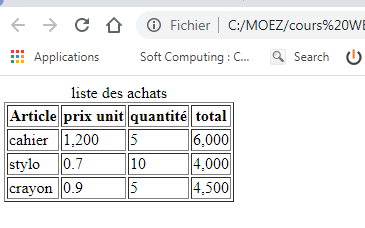 Fichier | C:/MOEZ/cours%20WE
Applications Soft Computing : C... Search
liste des achats
Article prix unit quantité total
cahier 1,200 5 6,000
stylo 0.7 10 4,000
crayon 0.9 5 4,500